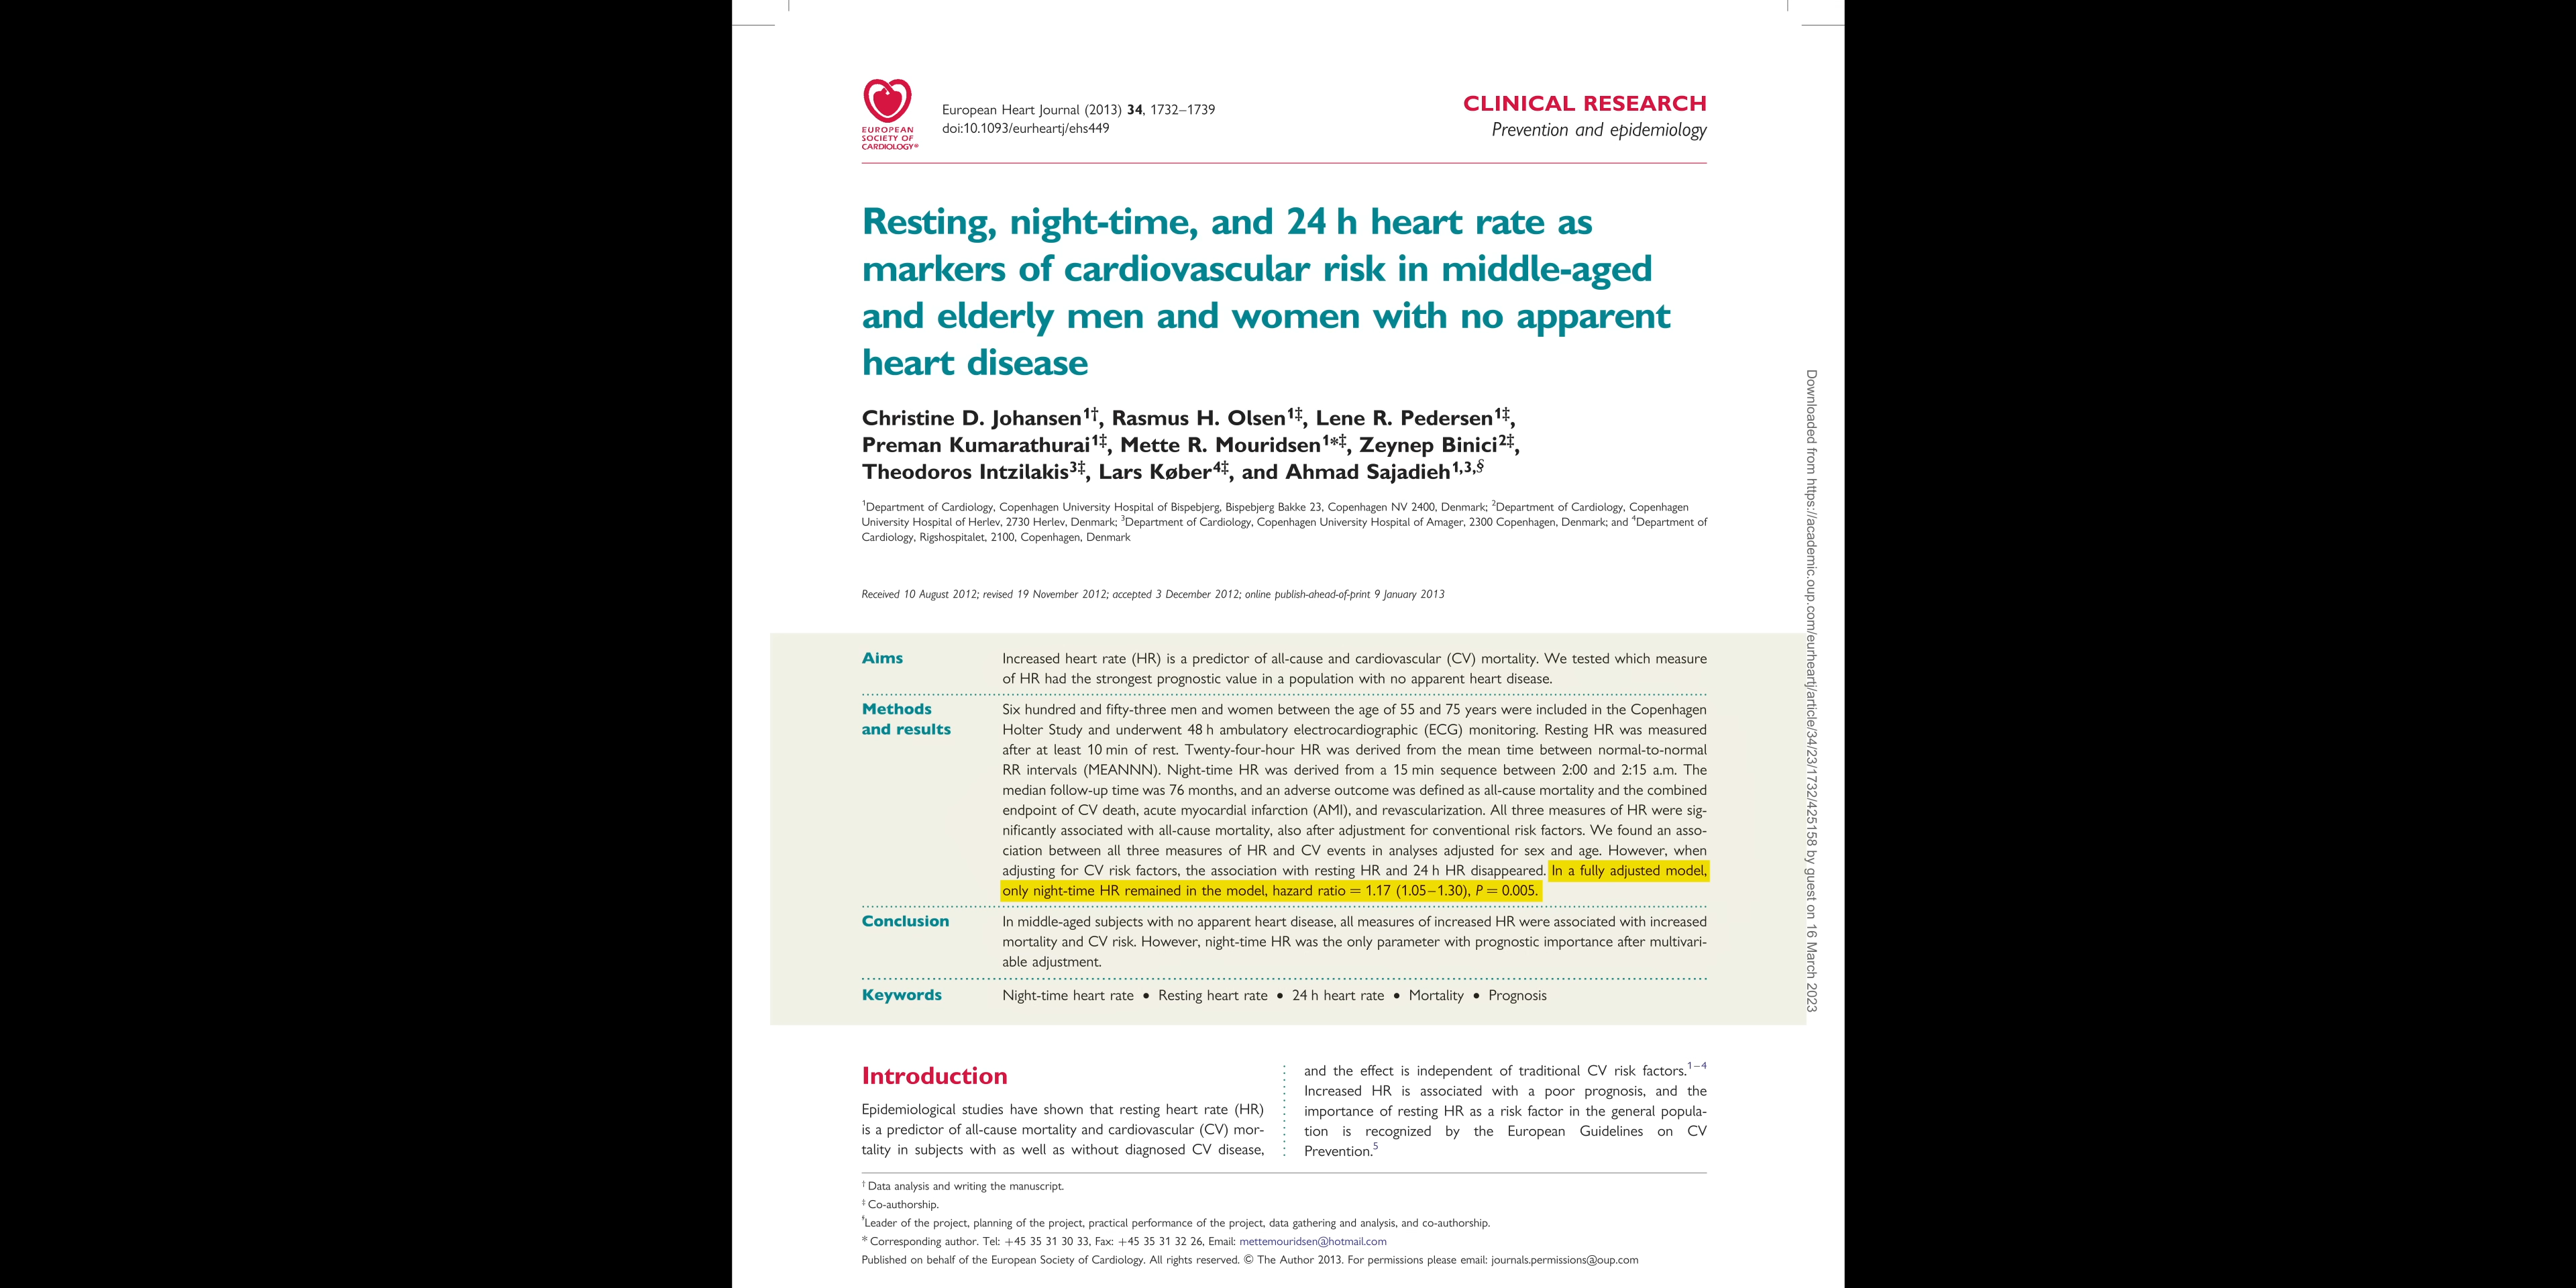 EUROPEAN
SOCIETY OF
CARDIOLOGY®
European Heart Journal (2013) 34, 1732–1739
doi:10.1093/eurheartj/ehs449
CLINICAL RESEARCH
Prevention and epidemiology
Resting, night-time, and 24 h heart rate as
markers of cardiovascular risk in middle-aged
and elderly men and women with no apparent
heart disease
Christine D. Johansen1†, Rasmus H. Olsen1‡, Lene R. Pedersen1‡,
Preman Kumarathurai1‡, Mette R. Mouridsen1*‡, Zeynep Binici2‡,
Theodoros Intzilakis3‡, Lars Køber4‡, and Ahmad Sajadieh1,3,§
1Department of Cardiology, Copenhagen University Hospital of Bispebjerg, Bispebjerg Bakke 23, Copenhagen NV 2400, Denmark; 2Department of Cardiology, Copenhagen
University Hospital of Herlev, 2730 Herlev, Denmark; 3Department of Cardiology, Copenhagen University Hospital of Amager, 2300 Copenhagen, Denmark; and 4Department of
Cardiology, Rigshospitalet, 2100, Copenhagen, Denmark
Received 10 August 2012; revised 19 November 2012; accepted 3 December 2012; online publish-ahead-of-print 9 January 2013
Aims
Increased heart rate (HR) is a predictor of all-cause and cardiovascular (CV) mortality. We tested which measure
of HR had the strongest prognostic value in a population with no apparent heart disease.
Methods
and results
Six hundred and fifty-three men and women between the age of 55 and 75 years were included in the Copenhagen
Holter Study and underwent 48 h ambulatory electrocardiographic (ECG) monitoring. Resting HR was measured
after at least 10 min of rest. Twenty-four-hour HR was derived from the mean time between normal-to-normal
RR intervals (MEANNN). Night-time HR was derived from a 15 min sequence between 2:00 and 2:15 a.m. The
median follow-up time was 76 months, and an adverse outcome was defined as all-cause mortality and the combined
endpoint of CV death, acute myocardial infarction (AMI), and revascularization. All three measures of HR were sig-
nificantly associated with all-cause mortality, also after adjustment for conventional risk factors. We found an asso-
ciation between all three measures of HR and CV events in analyses adjusted for sex and age. However, when
adjusting for CV risk factors, the association with resting HR and 24 h HR disappeared. In a fully adjusted model,
only night-time HR remained in the model, hazard ratio = 1.17 (1.05–1.30), P = 0.005.
Conclusion
In middle-aged subjects with no apparent heart disease, all measures of increased HR were associated with increased
mortality and CV risk. However, night-time HR was the only parameter with prognostic importance after multivari-
able adjustment.
Keywords
Night-time heart rate • Resting heart rate • 24 h heart rate • Mortality • Prognosis
Introduction
Epidemiological studies have shown that resting heart rate (HR)
is a predictor of all-cause mortality and cardiovascular (CV) mor-
tality in subjects with as well as without diagnosed CV disease,
and the effect is independent of traditional CV risk factors.1–4
Increased HR is associated with a poor prognosis, and the
importance of resting HR as a risk factor in the general popula-
tion is recognized by the European Guidelines on CV
Prevention.5
† Data analysis and writing the manuscript.
‡ Co-authorship.
§Leader of the project, planning of the project, practical performance of the project, data gathering and analysis, and co-authorship.
* Corresponding author. Tel: +45 35 31 30 33, Fax: +45 35 31 32 26, Email: mettemouridsen@hotmail.com
Published on behalf of the European Society of Cardiology. All rights reserved. © The Author 2013. For permissions please email: journals.permissions@oup.com
Downloaded from https://academic.oup.com/eurheartj/article/34/23/1732/425158 by guest on 16 March 2023